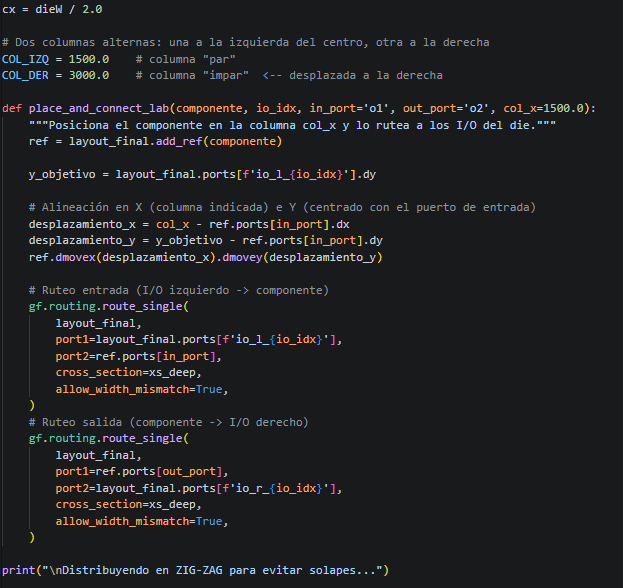 cx = dieW / 2.0
# Dos columnas alternas: una a la izquierda del centro, otra a la derecha
COL_IZQ = 1500.0    # columna "par"
COL_DER = 3000.0    # columna "impar"  <-- desplazada a la derecha
def place_and_connect_lab(componente, io_idx, in_port='o1', out_port='o2', col_x=1500.0):
    """Posiciona el componente en la columna col_x y lo rutea a los I/O del die."""
    ref = layout_final.add_ref(componente)
    y_objetivo = layout_final.ports[f'io_l_{io_idx}'].dy
    # Alineación en X (columna indicada) e Y (centrado con el puerto de entrada)
    desplazamiento_x = col_x - ref.ports[in_port].dx
    desplazamiento_y = y_objetivo - ref.ports[in_port].dy
    ref.dmovex(desplazamiento_x).dmovey(desplazamiento_y)
    # Ruteo entrada (I/O izquierdo -> componente)
    gf.routing.route_single(
        layout_final,
        port1=layout_final.ports[f'io_l_{io_idx}'],
        port2=ref.ports[in_port],
        cross_section=xs_deep,
        allow_width_mismatch=True,
    )
    # Ruteo salida (componente -> I/O derecho)
    gf.routing.route_single(
        layout_final,
        port1=ref.ports[out_port],
        port2=layout_final.ports[f'io_r_{io_idx}'],
        cross_section=xs_deep,
        allow_width_mismatch=True,
    )
print("\nDistribuyendo en ZIG-ZAG para evitar solapes...")